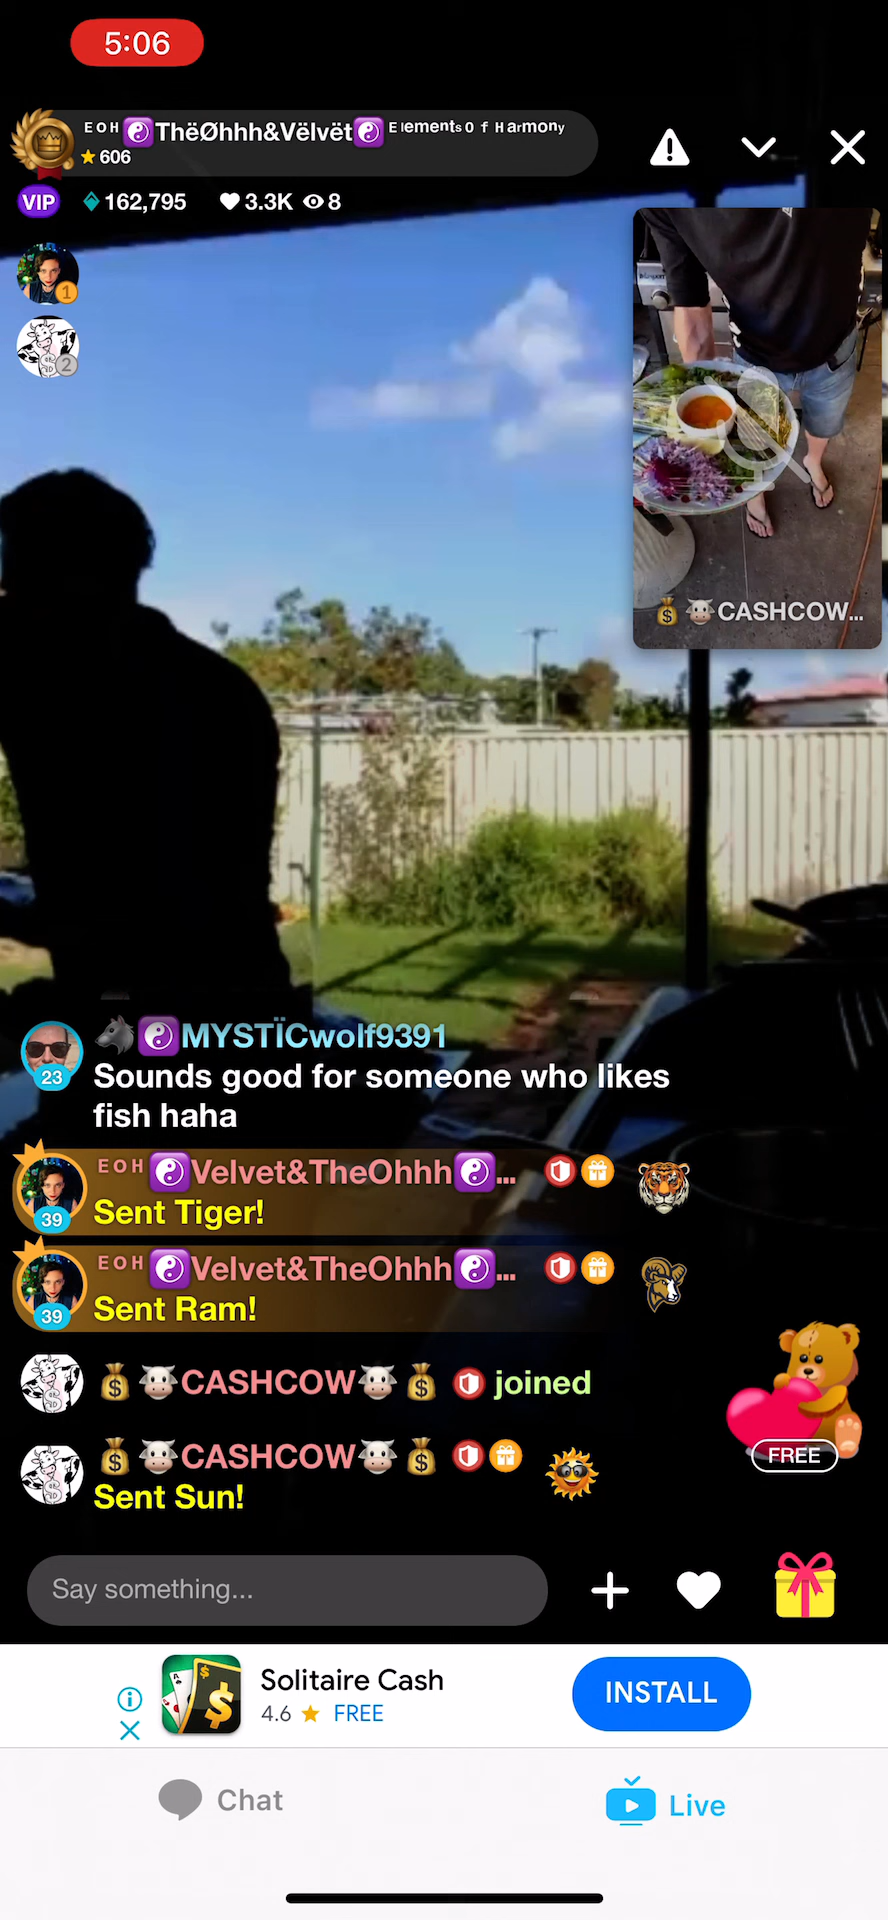 5:06
EOH☯️ThëØhhh&Vëlvët☯️Elements Of Harmony
606
VIP 162,795 3.3K 8
1
2
💰🐮CASHCOW...
🐺☯️MYSTÏCwolf9391
23
Sounds good for someone who likes
fish haha
EOH☯️Velvet&TheOhhh☯️...
39
Sent Tiger!
EOH☯️Velvet&TheOhhh☯️...
39
Sent Ram!
💰🐮CASHCOW🐮💰 joined
💰🐮CASHCOW🐮💰
Sent Sun!
FREE
Say something...
Solitaire Cash
4.6 ★ FREE
INSTALL
Chat
Live